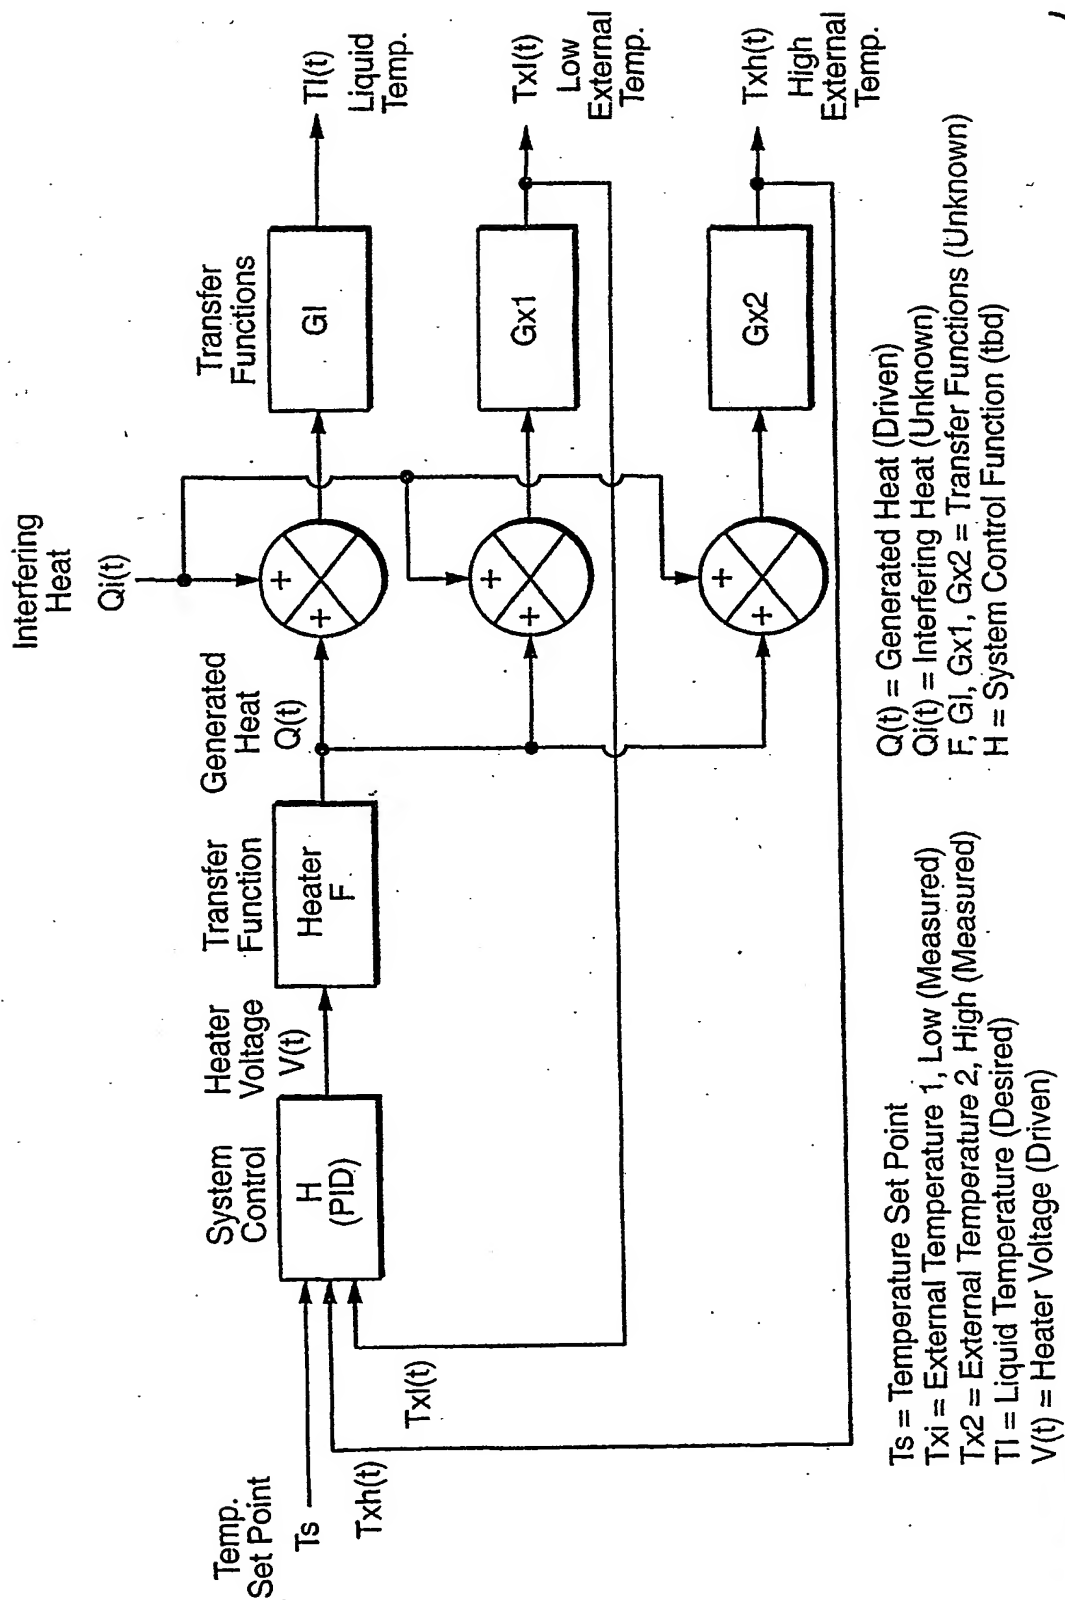 Interfering
Heat
Qi(t)
Temp.
Set Point
Ts
Txh(t)
Txl(t)
System
Control
H
(PID)
Heater
Voltage
V(t)
Transfer
Function
Heater
F
Generated
Heat
Q(t)
+
+
+
+
Transfer
Functions
Gl
Gx1
Gx2
Tl(t)
Liquid
Temp.
Txl(t)
Low
External
Temp.
Txh(t)
High
External
Temp.
Ts = Temperature Set Point
Txi = External Temperature 1, Low (Measured)
Tx2 = External Temperature 2, High (Measured)
Tl = Liquid Temperature (Desired)
V(t) = Heater Voltage (Driven)
Q(t) = Generated Heat (Driven)
Qi(t) = Interfering Heat (Unknown)
F, Gl, Gx1, Gx2 = Transfer Functions (Unknown)
H = System Control Function (tbd)